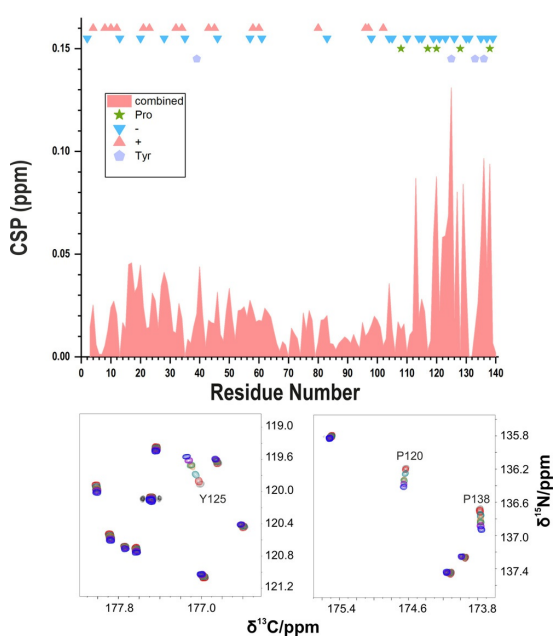 0.15
0.10
0.05
0.00
CSP (ppm)
combined
Pro
-
+
Tyr
0 10 20 30 40 50 60 70 80 90 100 110 120 130 140
Residue Number
119.0
119.6
120.0
120.4
120.8
121.2
Y125
177.8 177.0
P120
P138
135.8
136.2
136.6
137.0
137.4
175.4 174.6 173.8
δ¹⁵N/ppm
δ¹³C/ppm